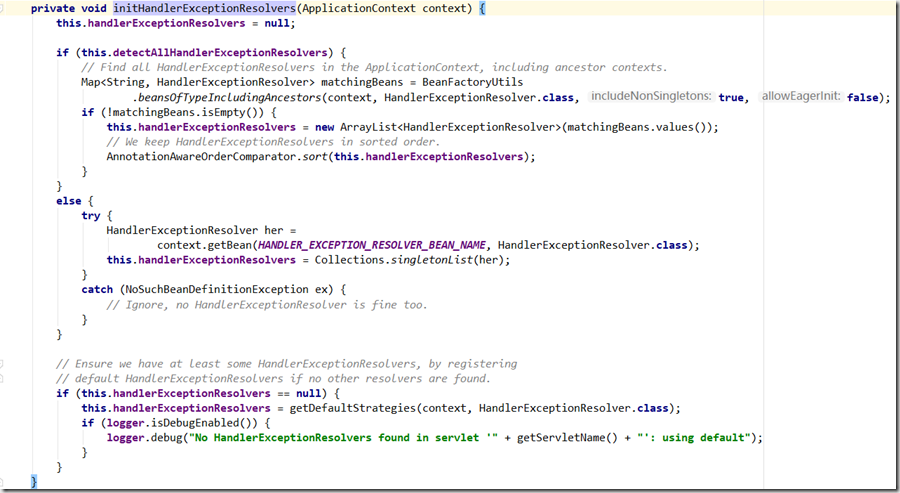 private void initHandlerExceptionResolvers(ApplicationContext context) {
this.handlerExceptionResolvers = null;
if (this.detectAllHandlerExceptionResolvers) {
// Find all HandlerExceptionResolvers in the ApplicationContext, including ancestor contexts.
Map<String, HandlerExceptionResolver> matchingBeans = BeanFactoryUtils
.beansOfTypeIncludingAncestors(context, HandlerExceptionResolver.class, includeNonSingletons: true, allowEagerInit: false);
if (!matchingBeans.isEmpty()) {
this.handlerExceptionResolvers = new ArrayList<HandlerExceptionResolver>(matchingBeans.values());
// We keep HandlerExceptionResolvers in sorted order.
AnnotationAwareOrderComparator.sort(this.handlerExceptionResolvers);
}
}
else {
try {
HandlerExceptionResolver her =
context.getBean(HANDLER_EXCEPTION_RESOLVER_BEAN_NAME, HandlerExceptionResolver.class);
this.handlerExceptionResolvers = Collections.singletonList(her);
}
catch (NoSuchBeanDefinitionException ex) {
// Ignore, no HandlerExceptionResolver is fine too.
}
}
// Ensure we have at least some HandlerExceptionResolvers, by registering
// default HandlerExceptionResolvers if no other resolvers are found.
if (this.handlerExceptionResolvers == null) {
this.handlerExceptionResolvers = getDefaultStrategies(context, HandlerExceptionResolver.class);
if (logger.isDebugEnabled()) {
logger.debug("No HandlerExceptionResolvers found in servlet '" + getServletName() + "': using default");
}
}
}